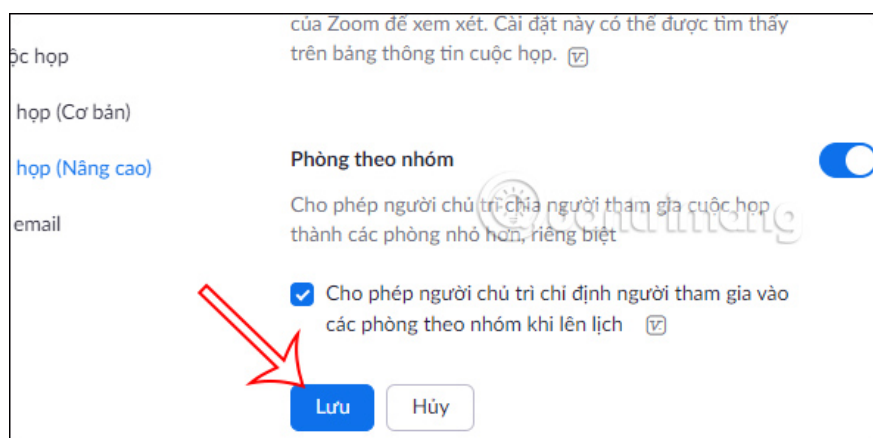 của Zoom để xem xét. Cài đặt này có thể được tìm thấy
trên bảng thông tin cuộc họp.
ộc họp
họp (Cơ bản)
họp (Nâng cao)
email
Phòng theo nhóm
Cho phép người chủ trì chia người tham gia cuộc họp
thành các phòng nhỏ hơn, riêng biệt
quantrimang
Cho phép người chủ trì chỉ định người tham gia vào
các phòng theo nhóm khi lên lịch
Lưu
Hủy